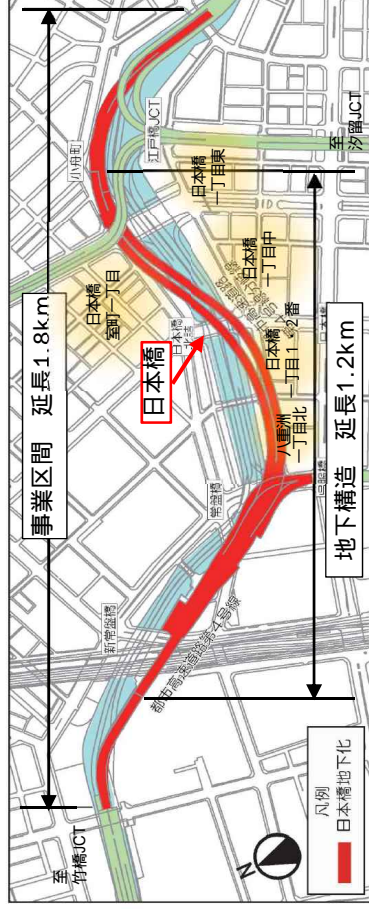 事業区間　延長1.8km
至
竹橋JCT
新常盤橋
常盤橋
都市高速道路第4号線
日本橋
日本橋
室町一丁目
小舟町
江戸橋JCT
日本橋
一丁目東
日本橋
一丁目中
日本橋
一丁目1・2番
八重洲
一丁目北
呉服橋
至
汐留JCT
地下構造　延長1.2km
N
凡例
日本橋地下化